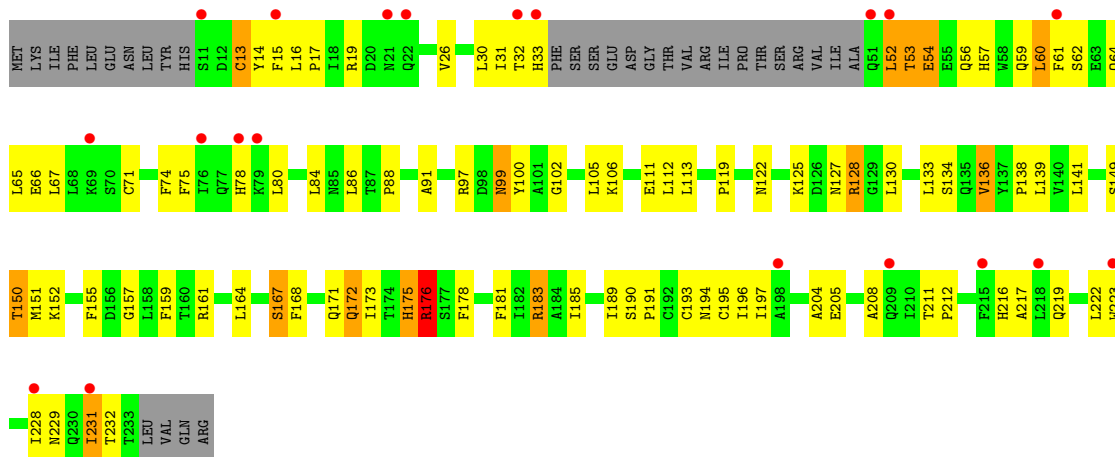 MET LYS ILE PHE LEU GLU ASN LEU TYR HIS S11 D12 C13 Y14 F15 L16 P17 I18 R19 D20 N21 Q22 V26 L30 I31 T32 H33 PHE SER SER GLU ASP GLY THR VAL ARG ILE PRO THR SER ARG VAL ILE ALA Q51 L52 T53 E54 E55 Q56 H57 W58 Q59 L60 F61 S62 E63
L65 E66 L67 L68 K69 S70 C71 F74 F75 I76 Q77 H78 K79 L80 L84 N85 L86 T87 P88 A91 R97 D98 N99 Y100 A101 G102 L105 K106 E111 L112 L113 P119 N122 K125 D126 N127 R128 G129 L130 L133 S134 Q135 V136 Y137 P138 L139 V140 L141
T150 M151 K152 F155 D156 G157 L158 F159 T160 R161 L164 S167 F168 Q171 Q172 I173 T174 H175 R176 S177 F178 F181 I182 R183 A184 I185 I189 S190 P191 C192 C193 N194 C195 I196 I197 A198 A204 E205 A208 Q209 I210 T211 P212 F215 H216 A217 L218 Q219 L222
I228 N229 Q230 I231 T232 T233 LEU VAL GLN ARG